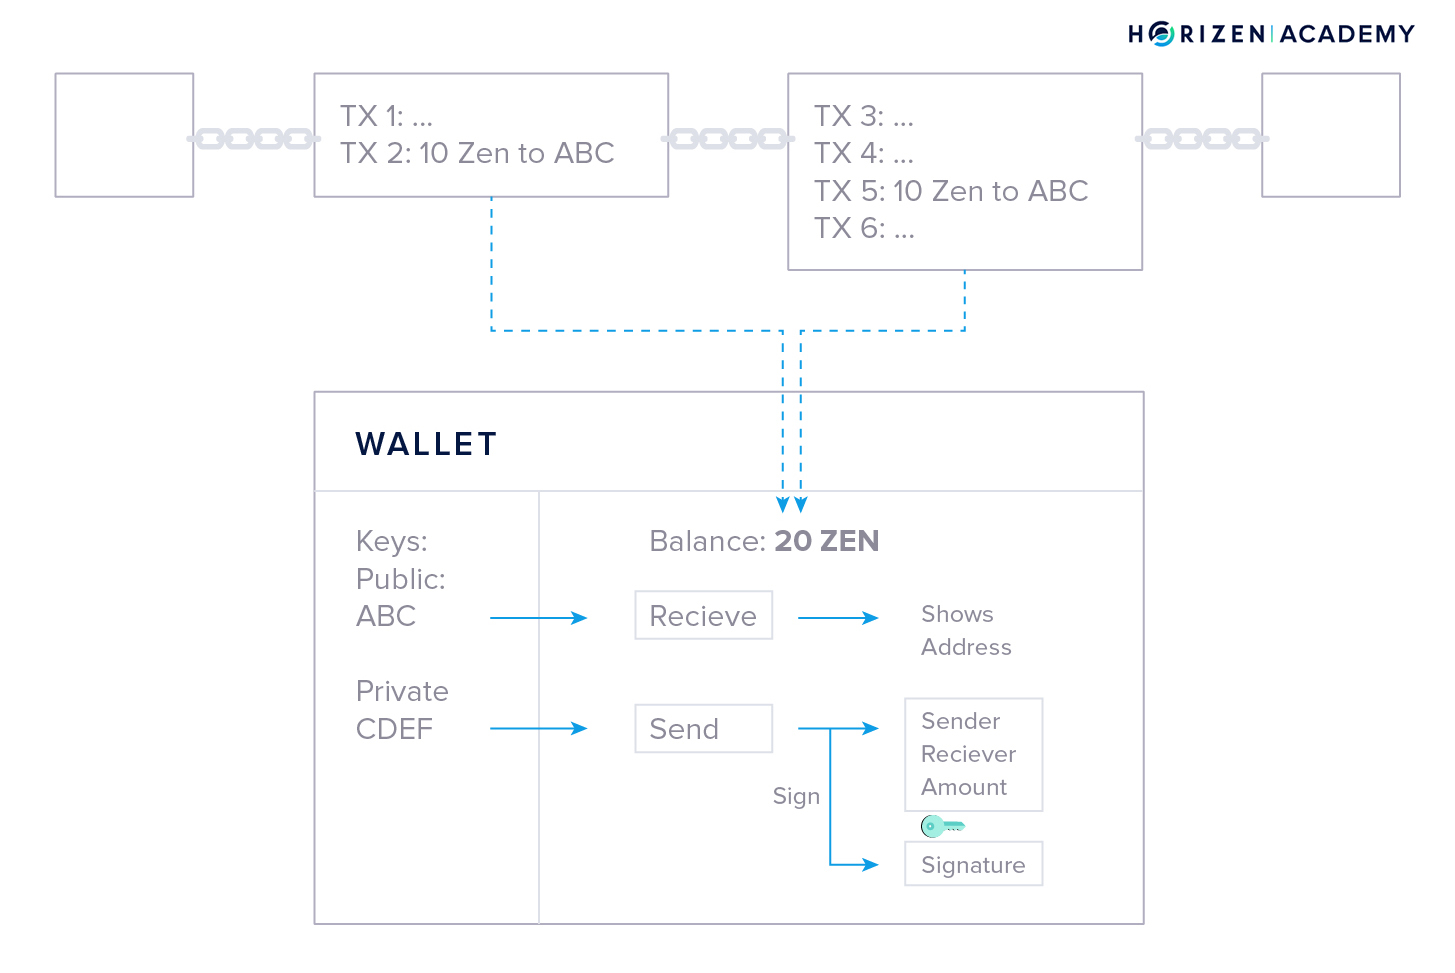 HORIZEN ACADEMY
TX 1: ...
TX 2: 10 Zen to ABC
TX 3: ...
TX 4: ...
TX 5: 10 Zen to ABC
TX 6: ...
WALLET
Keys:
Public:
ABC
Private
CDEF
Balance: 20 ZEN
Recieve
Shows
Address
Send
Sign
Sender
Reciever
Amount
Signature